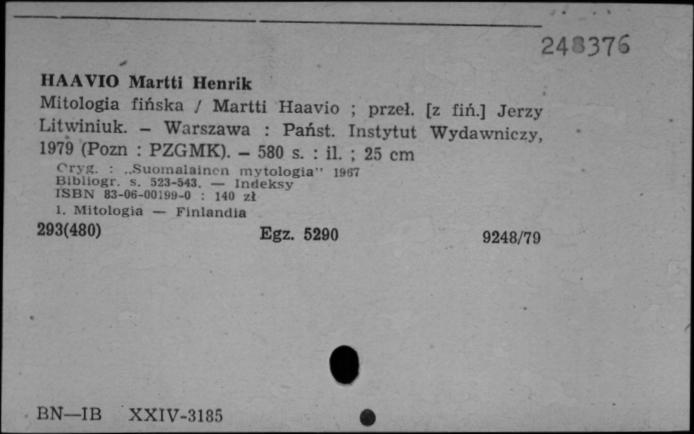 248376
HAAVIO Martti Henrik
Mitologia fińska / Martti Haavio ; przeł. [z fiń.] Jerzy
Litwiniuk. – Warszawa : Państ. Instytut Wydawniczy,
1979 (Pozn : PZGMK). – 580 s. : il. ; 25 cm
Oryg. : „Suomalainen mytologia" 1967
Bibliogr. s. 523-543. — Indeksy
ISBN 83-06-00199-0 : 140 zł
1. Mitologia — Finlandia
293(480) Egz. 5290 9248/79
BN—IB XXIV-3185